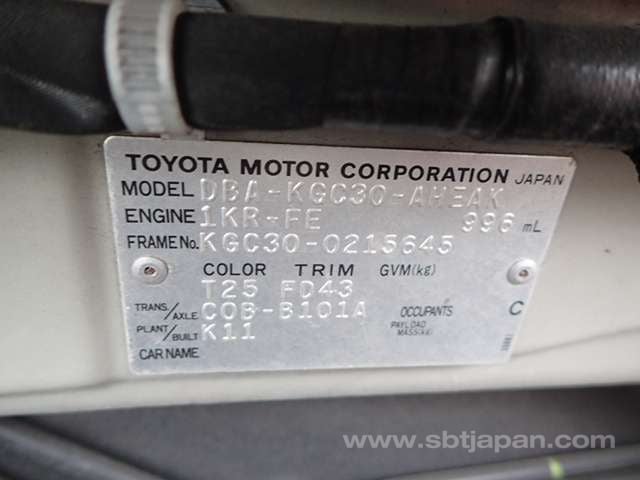 TOYOTA MOTOR CORPORATION JAPAN
MODEL DBA-KGC30-AHEAK
ENGINE 1KR-FE 996 mL
FRAME No. KGC30-0215645
COLOR TRIM GVM(kg)
T25 FD43
TRANS/AXLE C0B-B101A OCCUPANTS C
PLANT/BUILT K11 PAYLOAD MASS(kg)
CAR NAME
www.sbtjapan.com